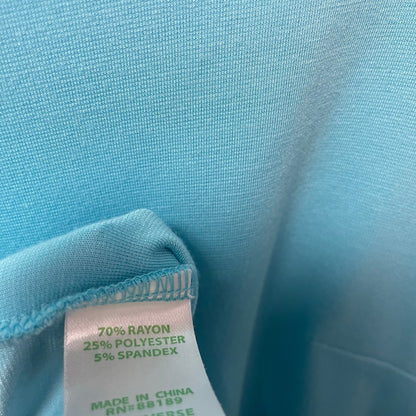 70% RAYON
25% POLYESTER
5% SPANDEX
MADE IN CHINA
RN#88189